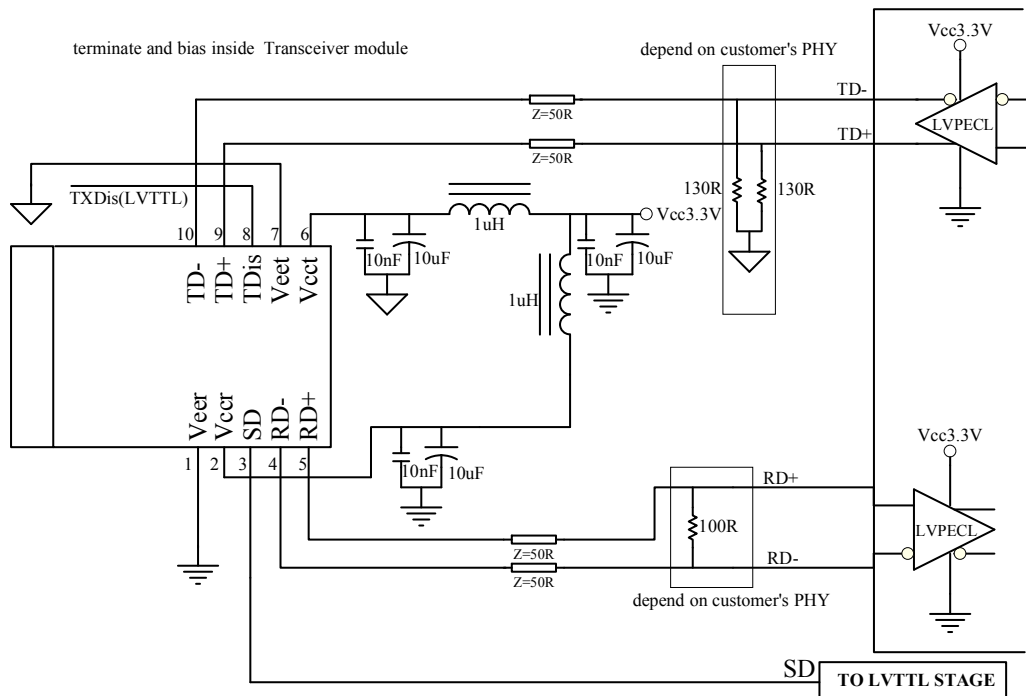 terminate and bias inside Transceiver module
depend on customer's PHY
Vcc3.3V
TD-
Z=50R
LVPECL
TD+
Z=50R
TXDis(LVTTL)
130R
130R
1uH
Vcc3.3V
10
9
8
7
6
10nF
10uF
10nF
10uF
TD-
TD+
TDis
Veet
Vcct
1uH
Veer
Vccr
SD
RD-
RD+
1
2
3
4
5
10nF
10uF
Vcc3.3V
RD+
100R
LVPECL
Z=50R
RD-
Z=50R
depend on customer's PHY
SD
TO LVTTL STAGE